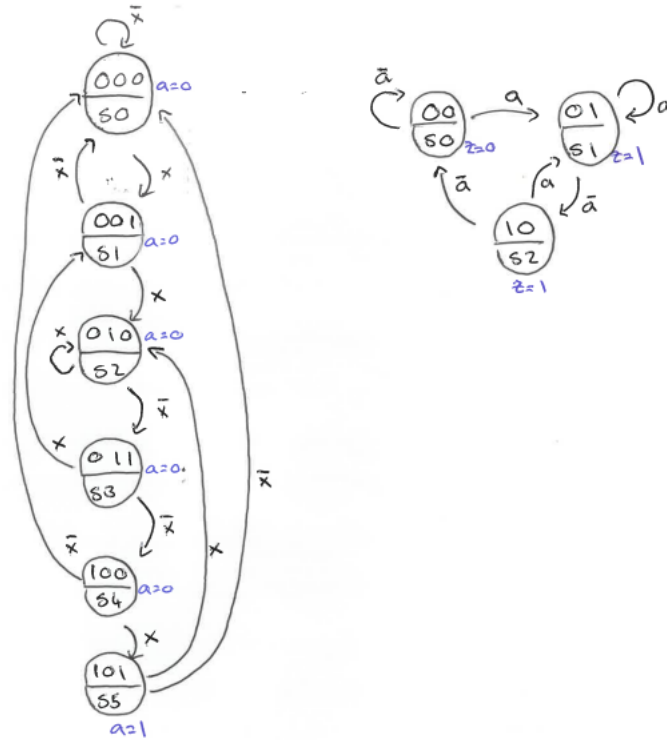 x̅
000 a=0
S0
x̅ x
001
S1 a=0
x
x 010 a=0
S2
x̅
x 011 a=0
S3
x̅
x̅ 100 a=0
S4
x
101
S5
a=1
x
x̅
a̅
00 a 01 a
S0 z=0 S1 z=1
a̅ a a̅
10
S2
z=1